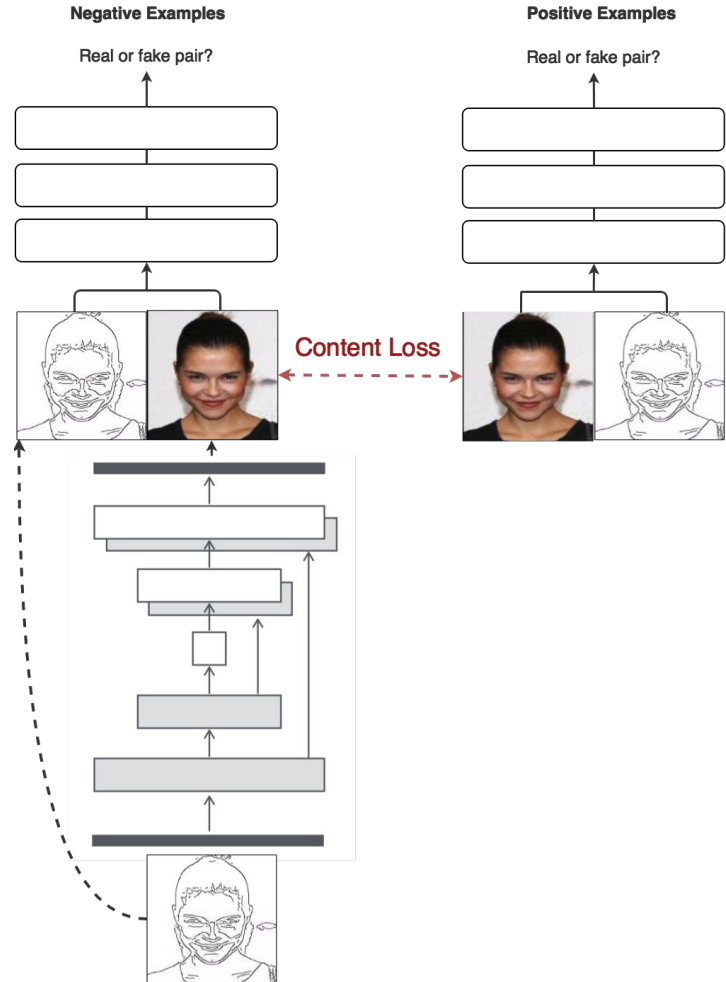 Negative Examples
Positive Examples
Real or fake pair?
Real or fake pair?
Content Loss